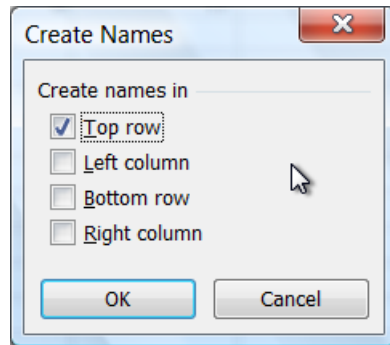 Create Names
Create names in
Top row
Left column
Bottom row
Right column
OK
Cancel